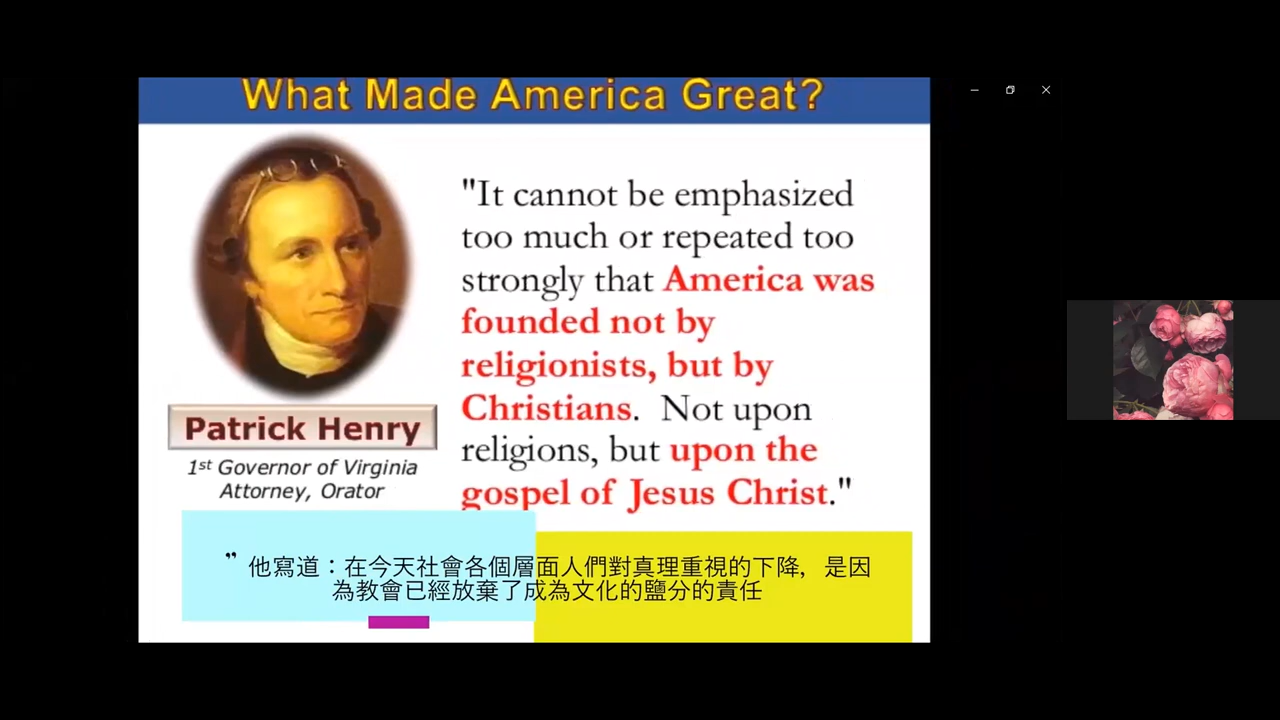 What Made America Great?
"It cannot be emphasized
too much or repeated too
strongly that America was
founded not by
religionists, but by
Christians. Not upon
religions, but upon the
gospel of Jesus Christ."
Patrick Henry
1st Governor of Virginia
Attorney, Orator
”他寫道：在今天社會各個層面人們對真理重視的下降，是因
為教會已經放棄了成為文化的鹽分的責任